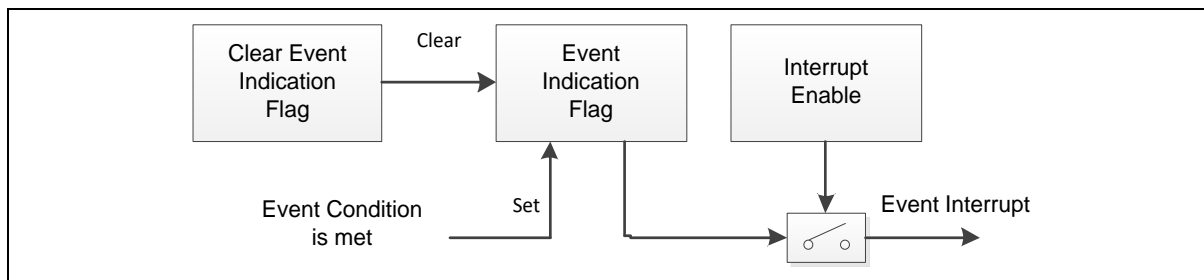 Clear Event
Indication
Flag
Clear
Event
Indication
Flag
Interrupt
Enable
Event Condition
is met
Set
Event Interrupt